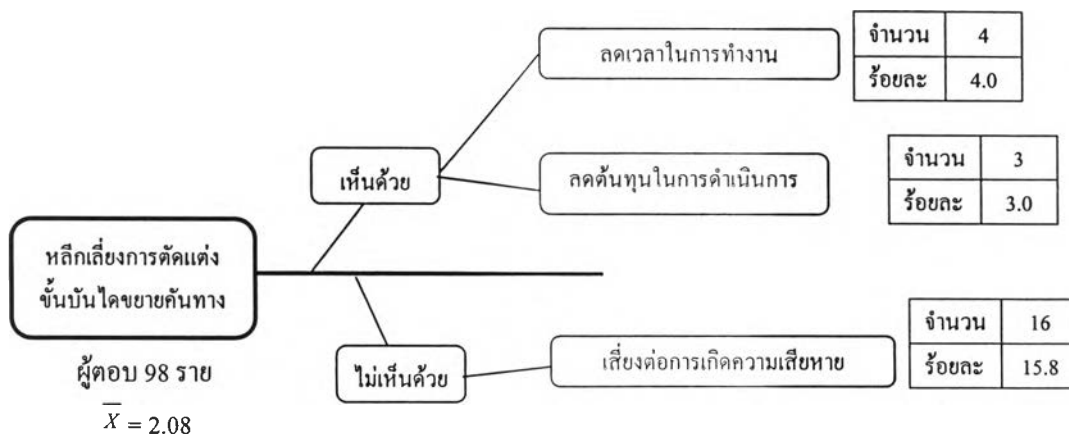 ลดเวลาในการทำงาน
จำนวน 4
ร้อยละ 4.0
เห็นด้วย
ลดต้นทุนในการดำเนินการ
จำนวน 3
ร้อยละ 3.0
หลีกเลี่ยงการตัดแต่ง
ขั้นบันไดขยายคันทาง
ผู้ตอบ 98 ราย
X̄ = 2.08
ไม่เห็นด้วย
เสี่ยงต่อการเกิดความเสียหาย
จำนวน 16
ร้อยละ 15.8